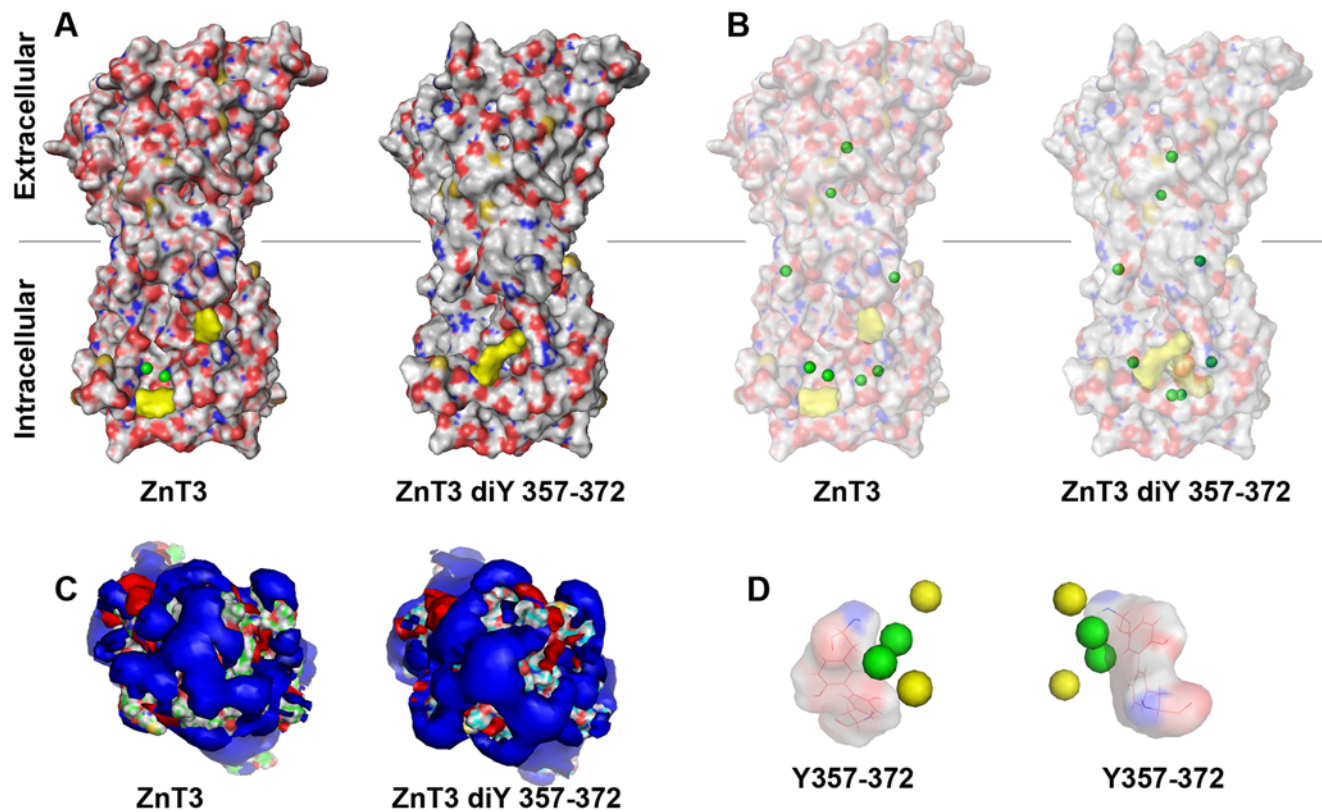 A
B
Extracellular
Intracellular
ZnT3
ZnT3 diY 357-372
ZnT3
ZnT3 diY 357-372
C
D
ZnT3
ZnT3 diY 357-372
Y357-372
Y357-372